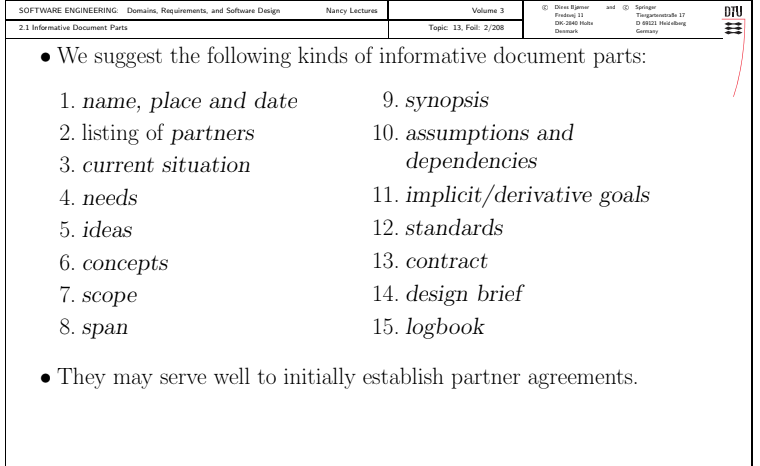 SOFTWARE ENGINEERING: Domains, Requirements, and Software Design Nancy Lectures
2.1 Informative Document Parts
Volume 3
Topic: 13, Foil: 2/208
© Dines Bjørner and © Springer
Fredsvej 11 Tiergartenstraße 17
DK-2840 Holte D 69121 Heidelberg
Denmark Germany
DTU
• We suggest the following kinds of informative document parts:
1. name, place and date
2. listing of partners
3. current situation
4. needs
5. ideas
6. concepts
7. scope
8. span
9. synopsis
10. assumptions and
dependencies
11. implicit/derivative goals
12. standards
13. contract
14. design brief
15. logbook
• They may serve well to initially establish partner agreements.